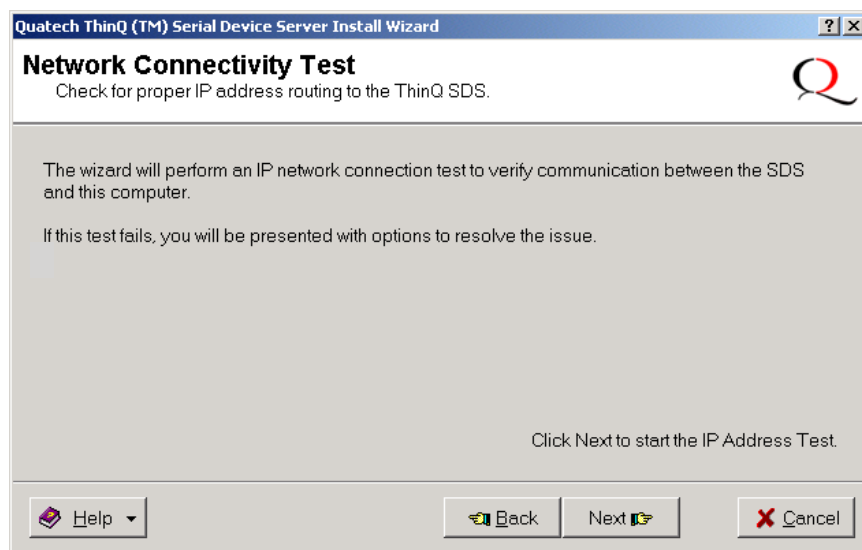 Quatech ThinQ (TM) Serial Device Server Install Wizard
Network Connectivity Test
Check for proper IP address routing to the ThinQ SDS.
The wizard will perform an IP network connection test to verify communication between the SDS
and this computer.
If this test fails, you will be presented with options to resolve the issue.
Click Next to start the IP Address Test.
Help
Back
Next
Cancel